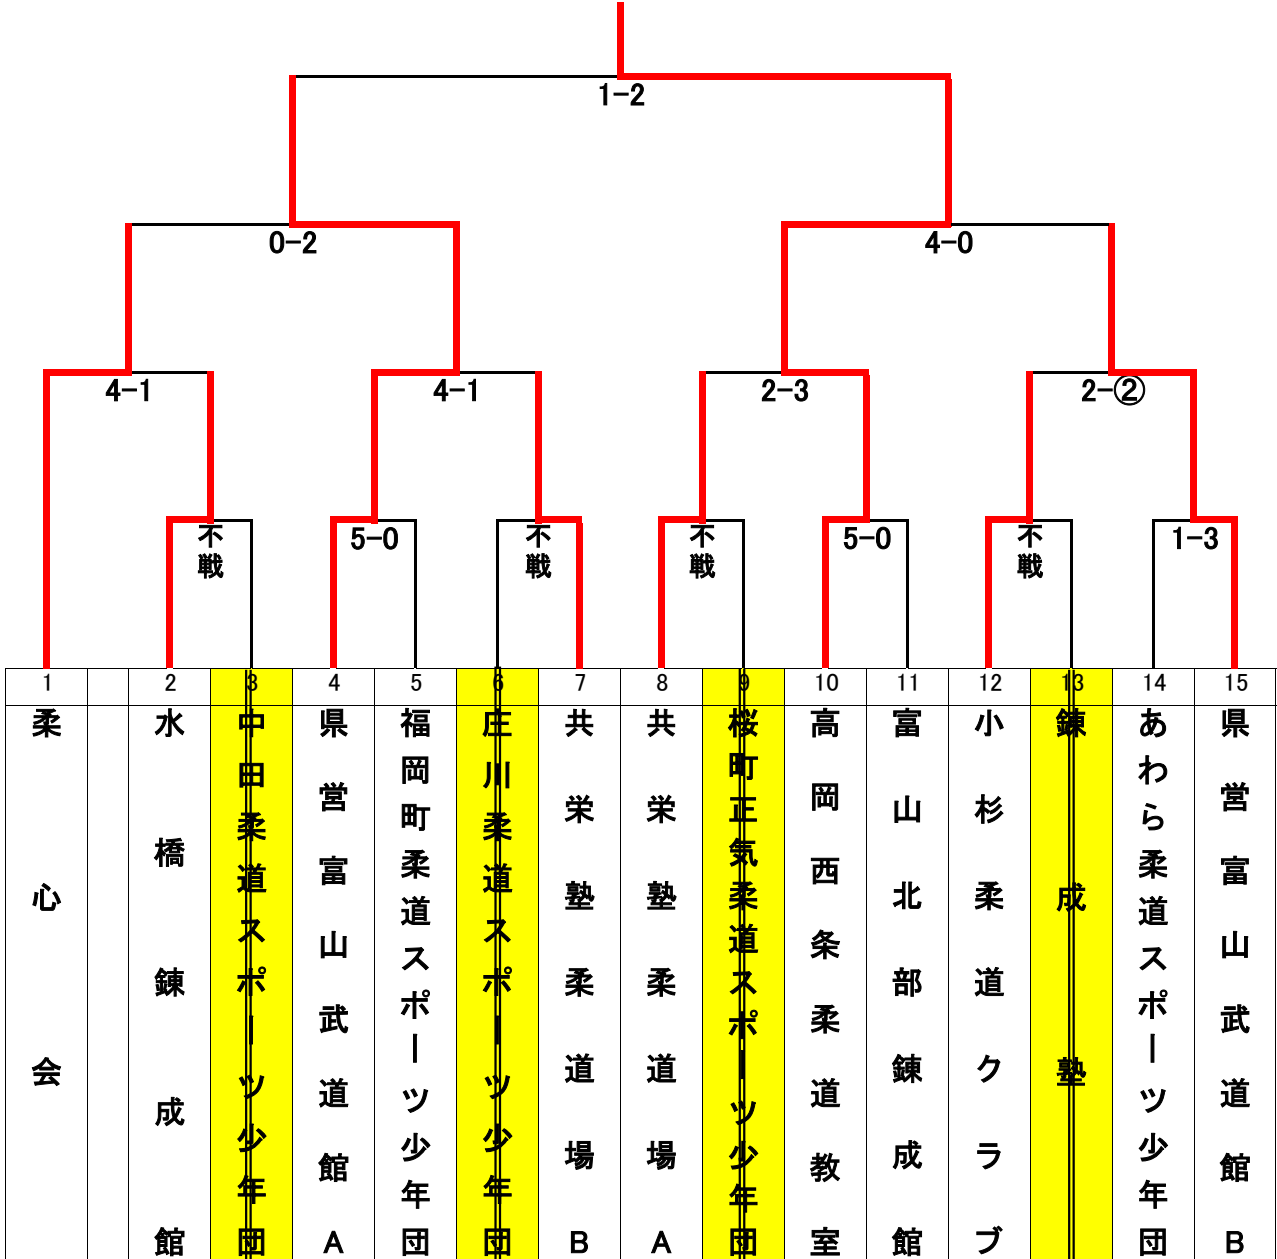 1-2
0-2
4-0
4-1
4-1
2-3
2-②
不戦
5-0
不戦
不戦
5-0
不戦
1-3
1
2
3
4
5
6
7
8
9
10
11
12
13
14
15
柔心会
水橋錬成館
中田柔道スポーツ少年団
県営富山武道館A
福岡町柔道スポーツ少年団
庄川柔道スポーツ少年団
共栄塾柔道場B
共栄塾柔道場A
桜町正気柔道スポーツ少年団
高岡西条柔道教室
富山北部錬成館
小杉柔道クラブ
錬成塾
あわら柔道スポーツ少年団
県営富山武道館B